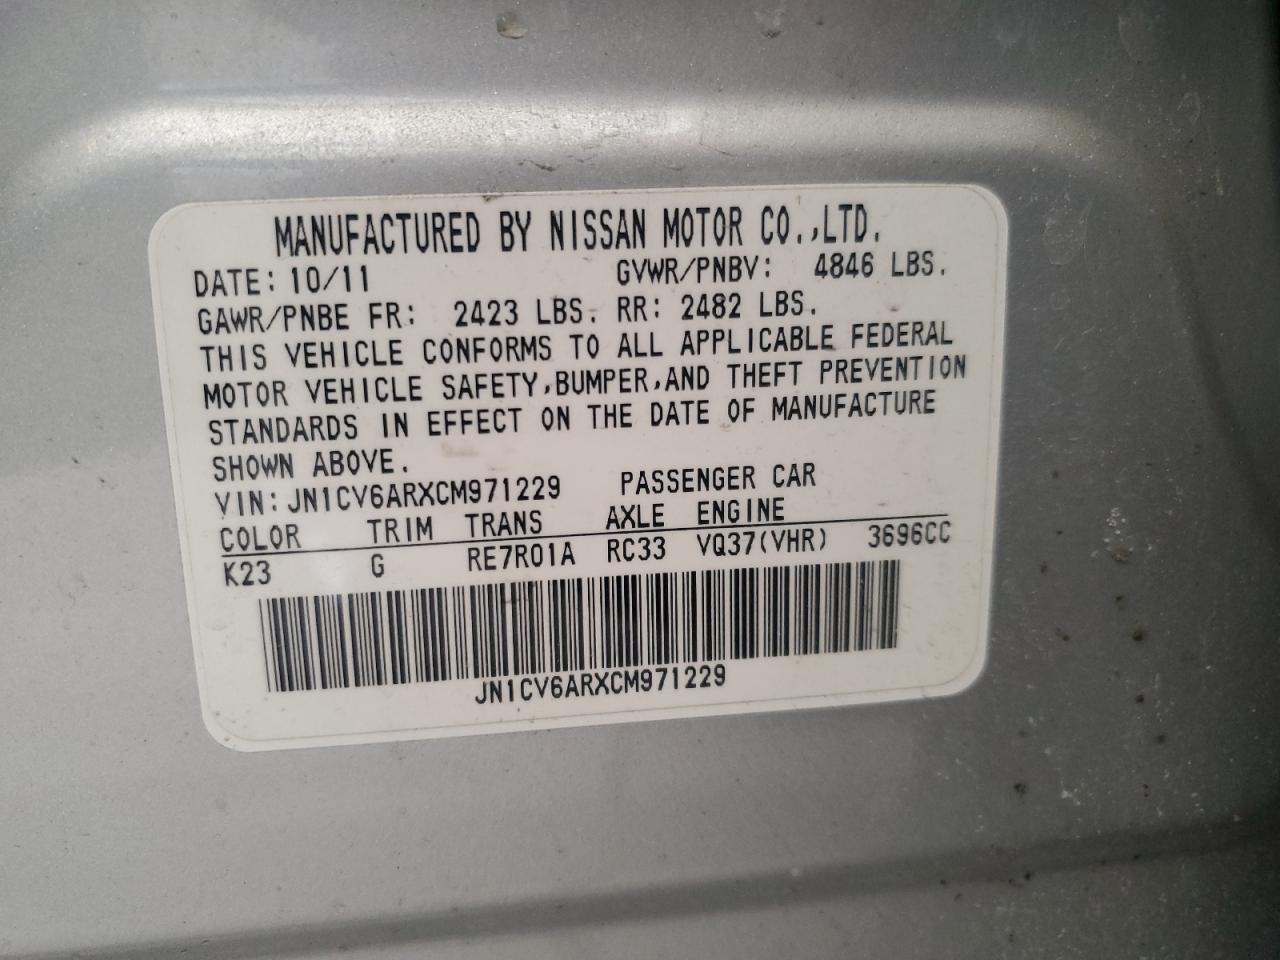 MANUFACTURED BY NISSAN MOTOR CO.,LTD.
DATE: 10/11 GVWR/PNBV: 4846 LBS.
GAWR/PNBE FR: 2423 LBS. RR: 2482 LBS.
THIS VEHICLE CONFORMS TO ALL APPLICABLE FEDERAL
MOTOR VEHICLE SAFETY,BUMPER,AND THEFT PREVENTION
STANDARDS IN EFFECT ON THE DATE OF MANUFACTURE
SHOWN ABOVE.
VIN:JN1CV6ARXCM971229 PASSENGER CAR
COLOR TRIM TRANS AXLE ENGINE
K23 G RE7R01A RC33 VQ37(VHR) 3696CC
JN1CV6ARXCM971229